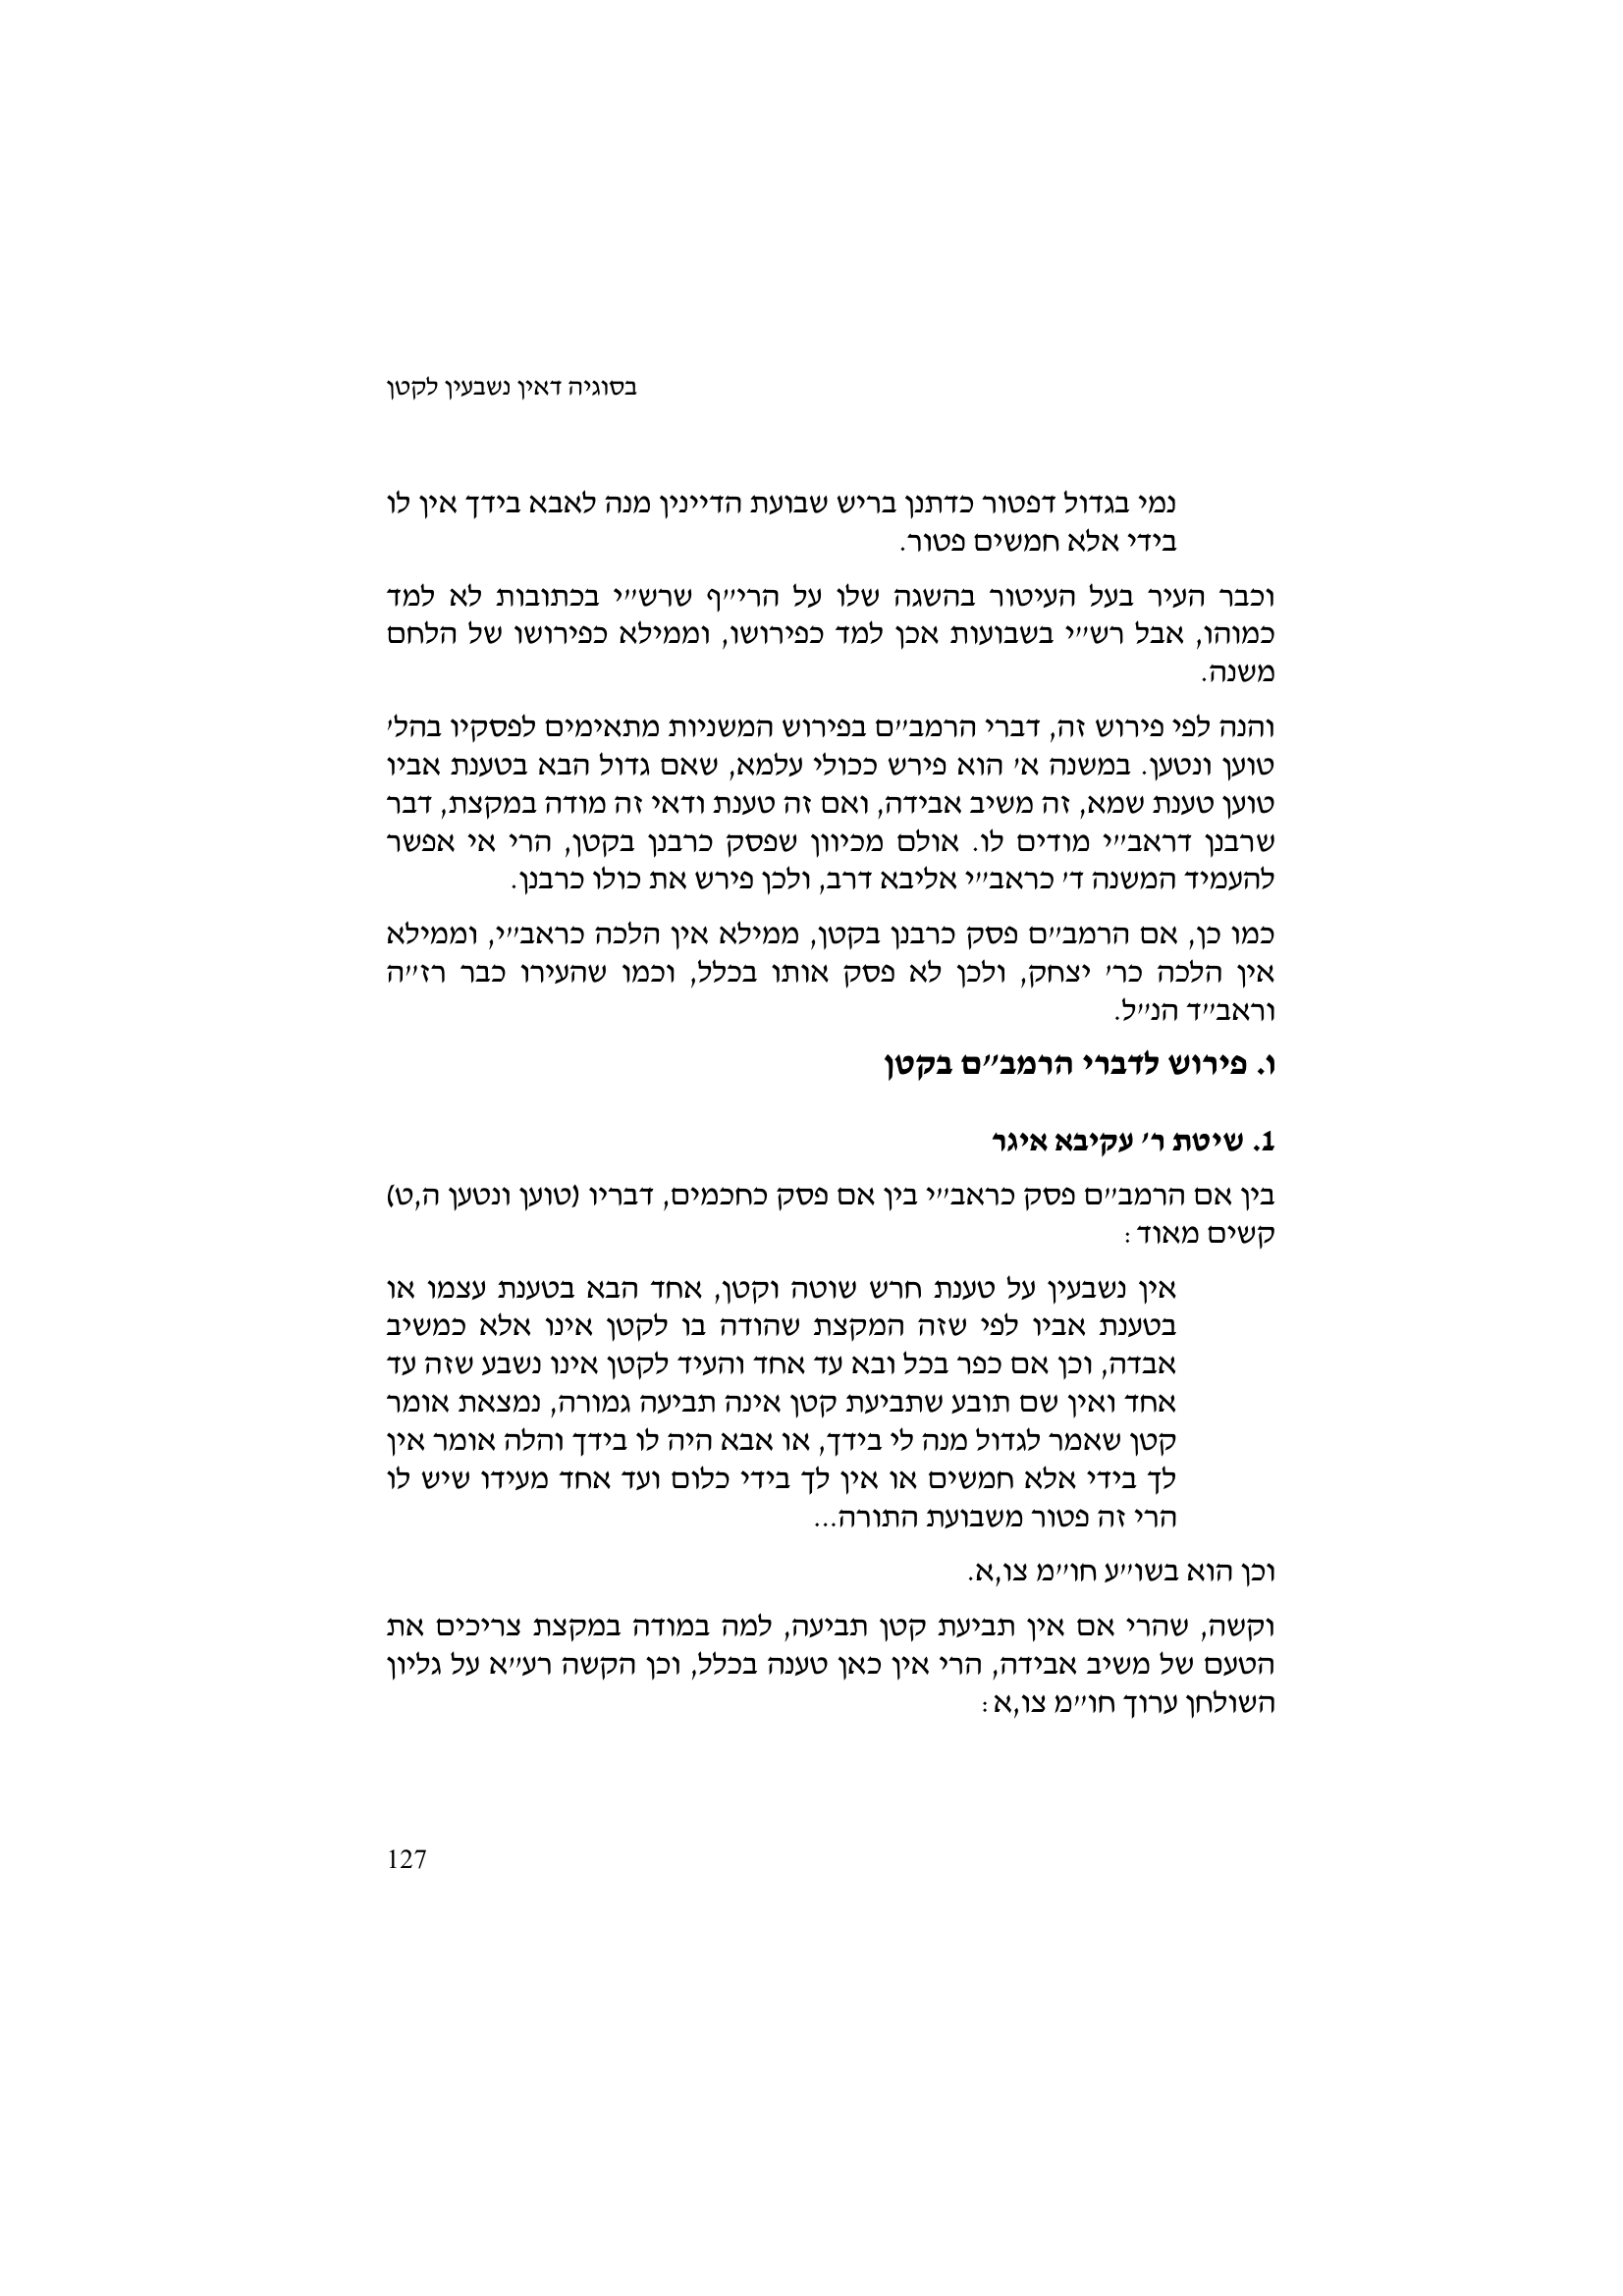 בסוגיה דאין נשבעין לקטן
נמי בגדול דפטור כדתנן בריש שבועת הדיינין מנה לאבא בידך אין לו
בידי אלא חמשים פטור.
וכבר העיר בעל העיטור בהשגה שלו על הרי״ף שרש״י בכתובות לא למד
כמוהו, אבל רש״י בשבועות אכן למד כפירושו, וממילא כפירושו של הלחם
משנה.
והנה לפי פירוש זה, דברי הרמב״ם בפירוש המשניות מתאימים לפסקיו בהל׳
טוען ונטען. במשנה א׳ הוא פירש ככולי עלמא, שאם גדול הבא בטענת אביו
טוען טענת שמא, זה משיב אבידה, ואם זה טענת ודאי זה מודה במקצת, דבר
שרבנן דראב״י מודים לו. אולם מכיוון שפסק כרבנן בקטן, הרי אי אפשר
להעמיד המשנה ד׳ כראב״י אליבא דרב, ולכן פירש את כולו כרבנן.
כמו כן, אם הרמב״ם פסק כרבנן בקטן, ממילא אין הלכה כראב״י, וממילא
אין הלכה כר׳ יצחק, ולכן לא פסק אותו בכלל, וכמו שהעירו כבר רז״ה
וראב״ד הנ״ל.
ו. פירוש לדברי הרמב״ם בקטן
1. שיטת ר׳ עקיבא איגר
בין אם הרמב״ם פסק כראב״י בין אם פסק כחכמים, דבריו (טוען ונטען ה,ט)
קשים מאוד:
אין נשבעין על טענת חרש שוטה וקטן, אחד הבא בטענת עצמו או
בטענת אביו לפי שזה המקצת שהודה בו לקטן אינו אלא כמשיב
אבדה, וכן אם כפר בכל ובא עד אחד והעיד לקטן אינו נשבע שזה עד
אחד ואין שם תובע שתביעת קטן אינה תביעה גמורה, נמצאת אומר
קטן שאמר לגדול מנה לי בידך, או אבא היה לו בידך והלה אומר אין
לך בידי אלא חמשים או אין לך בידי כלום ועד אחד מעידו שיש לו
הרי זה פטור משבועת התורה...
וכן הוא בשו״ע חו״מ צו,א.
וקשה, שהרי אם אין תביעת קטן תביעה, למה במודה במקצת צריכים את
הטעם של משיב אבידה, הרי אין כאן טענה בכלל, וכן הקשה רע״א על גליון
השולחן ערוך חו״מ צו,א:
127